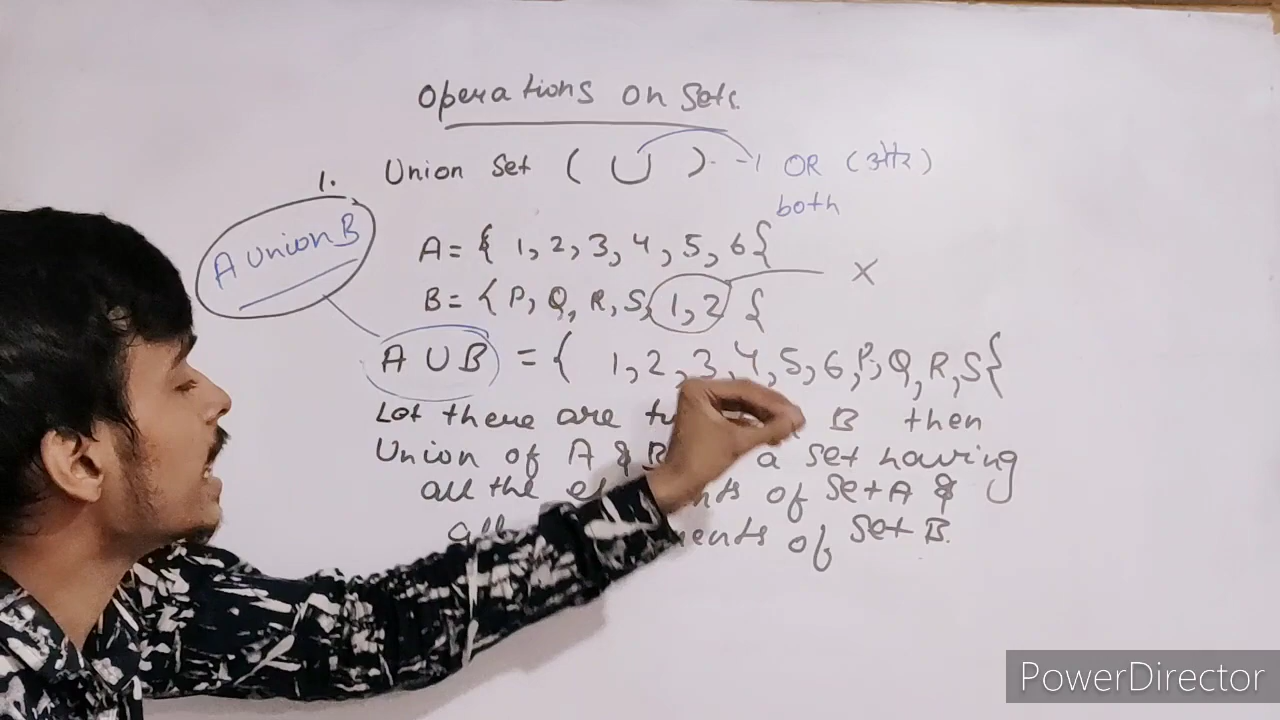 Operations on Sets.
1. Union Set ( ∪ ) - 1 OR (और)
both
A Union B
A = { 1, 2, 3, 4, 5, 6 {
X
B = { P, Q, R, S, 1, 2 {
A ∪ B = { 1, 2, 3, 4, 5, 6, P, Q, R, S {
Let there are B then
Union of A & B a set having
all the of Set A &
of Set B.
PowerDirector